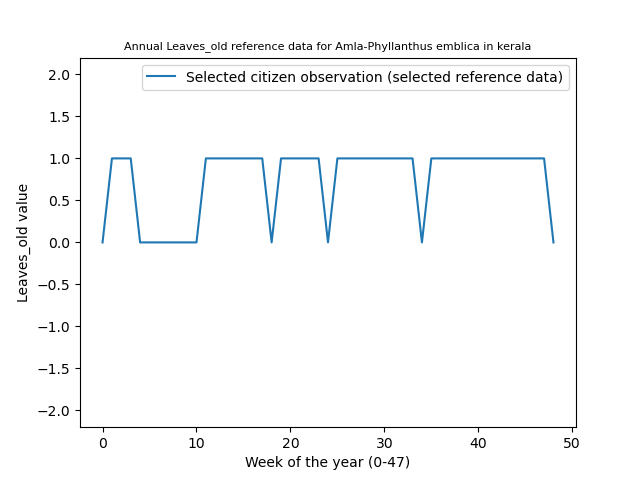 Annual Leaves_old reference data for Amla-Phyllanthus emblica in kerala
Selected citizen observation (selected reference data)
2.0
1.5
1.0
0.5
0.0
−0.5
−1.0
−1.5
−2.0
Leaves_old value
0 10 20 30 40 50
Week of the year (0-47)